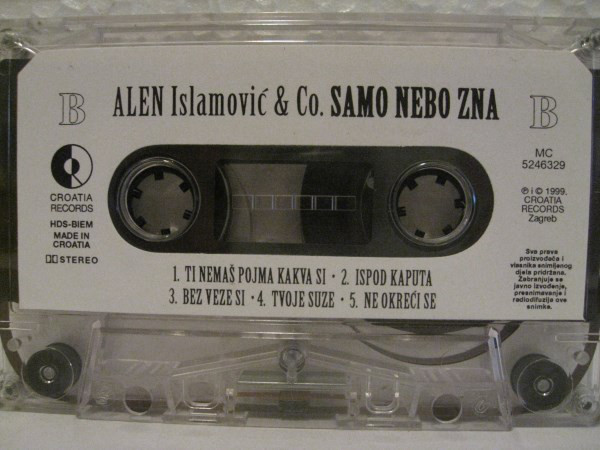 B ALEN Islamović & Co. SAMO NEBO ZNA B
CROATIA
RECORDS
HDS-BIEM
MADE IN
CROATIA
STEREO
MC
5246329
℗ i © 1999.
CROATIA
RECORDS
Zagreb
Sva prava
proizvođača i
vlasnika snimljenog
djela pridržana.
Zabranjuje se
javno izvođenje,
presnimavanje i
radiodifuzija ove
snimka.
1. TI NEMAŠ POJMA KAKVA SI · 2. ISPOD KAPUTA
3. BEZ VEZE SI · 4. TVOJE SUZE · 5. NE OKREĆI SE